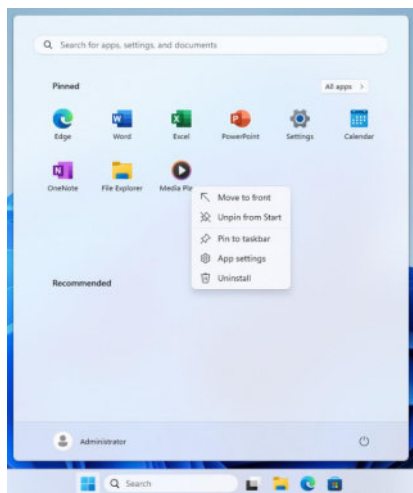 Search for apps, settings, and documents
Pinned
All apps >
Edge
Word
Excel
PowerPoint
Settings
Calendar
OneNote
File Explorer
Media Pla
Move to front
Unpin from Start
Pin to taskbar
App settings
Uninstall
Recommended
Administrator
Search